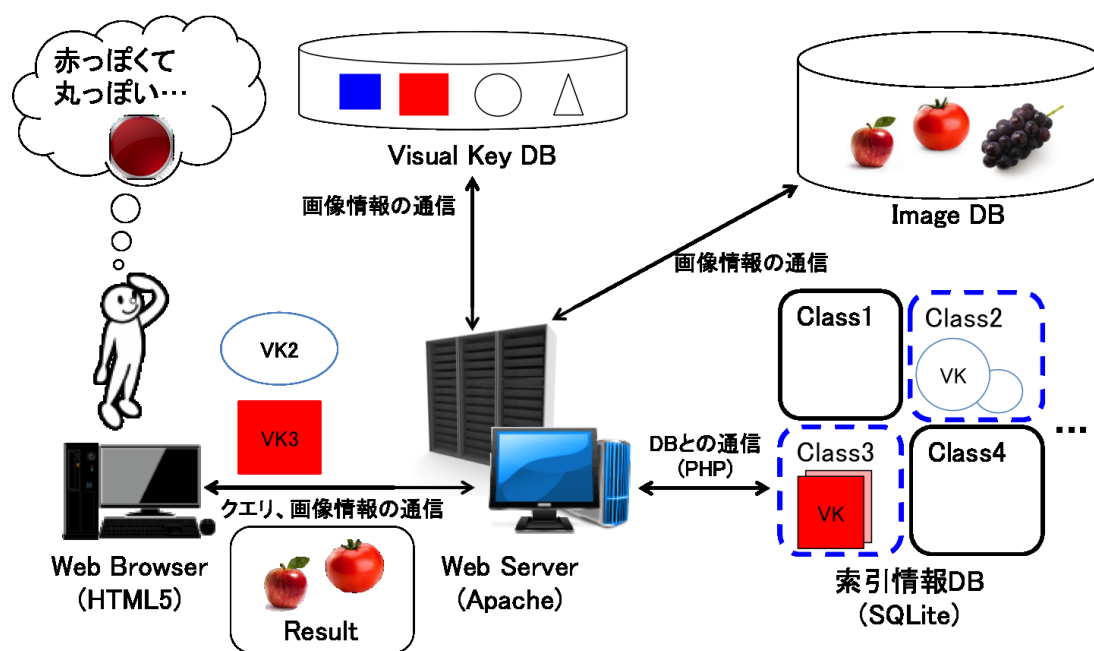 赤っぽくて
丸っぽい…
Visual Key DB
画像情報の通信
Image DB
画像情報の通信
VK2
VK3
クエリ、画像情報の通信
Web Browser
(HTML5)
Result
Web Server
(Apache)
DBとの通信
(PHP)
Class1
Class2
VK
Class3
VK
Class4
…
索引情報DB
(SQLite)